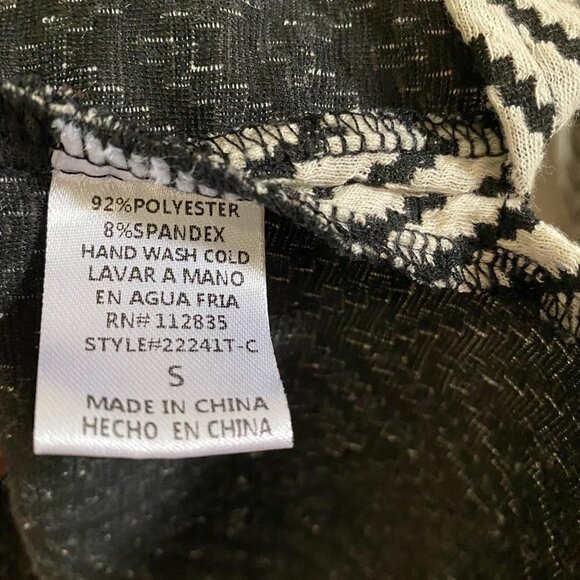 92%POLYESTER
8%SPANDEX
HAND WASH COLD
LAVAR A MANO
EN AGUA FRIA
RN# 112835
STYLE#22241T-C
S
MADE IN CHINA
HECHO EN CHINA